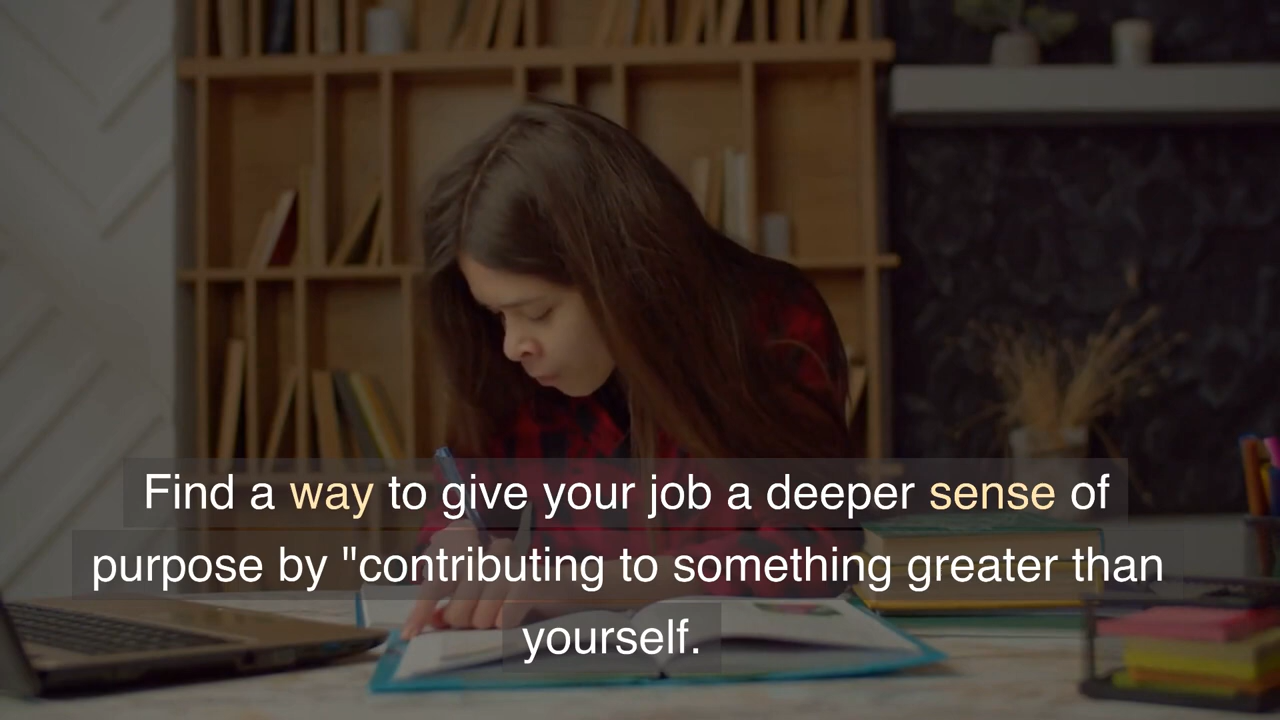 Find a way to give your job a deeper sense of
purpose by "contributing to something greater than
yourself.